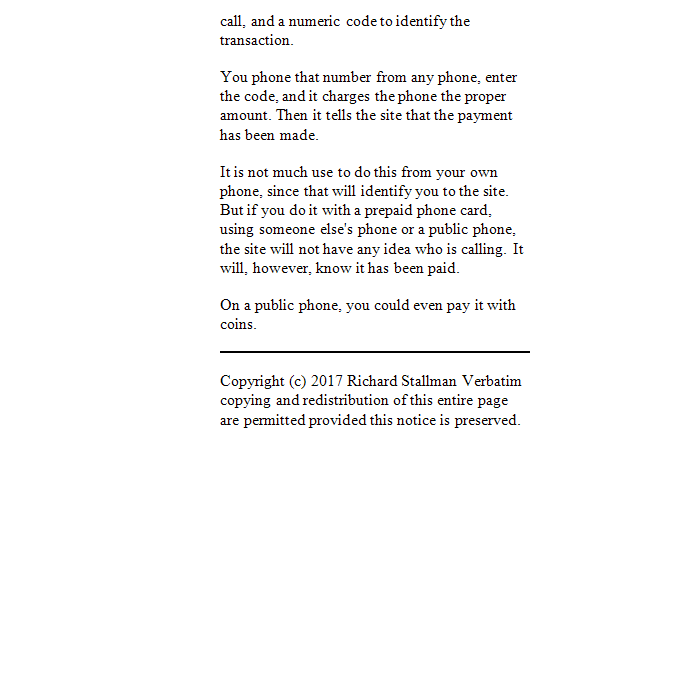 call, and a numeric code to identify the
transaction.
You phone that number from any phone, enter
the code, and it charges the phone the proper
amount. Then it tells the site that the payment
has been made.
It is not much use to do this from your own
phone, since that will identify you to the site.
But if you do it with a prepaid phone card,
using someone else's phone or a public phone,
the site will not have any idea who is calling. It
will, however, know it has been paid.
On a public phone, you could even pay it with
coins.
Copyright (c) 2017 Richard Stallman Verbatim
copying and redistribution of this entire page
are permitted provided this notice is preserved.